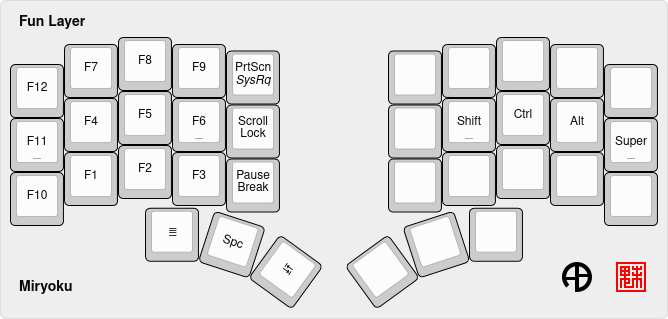 Fun Layer
F12 F7 F8 F9 PrtScn
SysRq
F11 F4 F5 F6 Scroll
Lock
Shift Ctrl Alt Super
F10 F1 F2 F3 Pause
Break
Spc
Miryoku